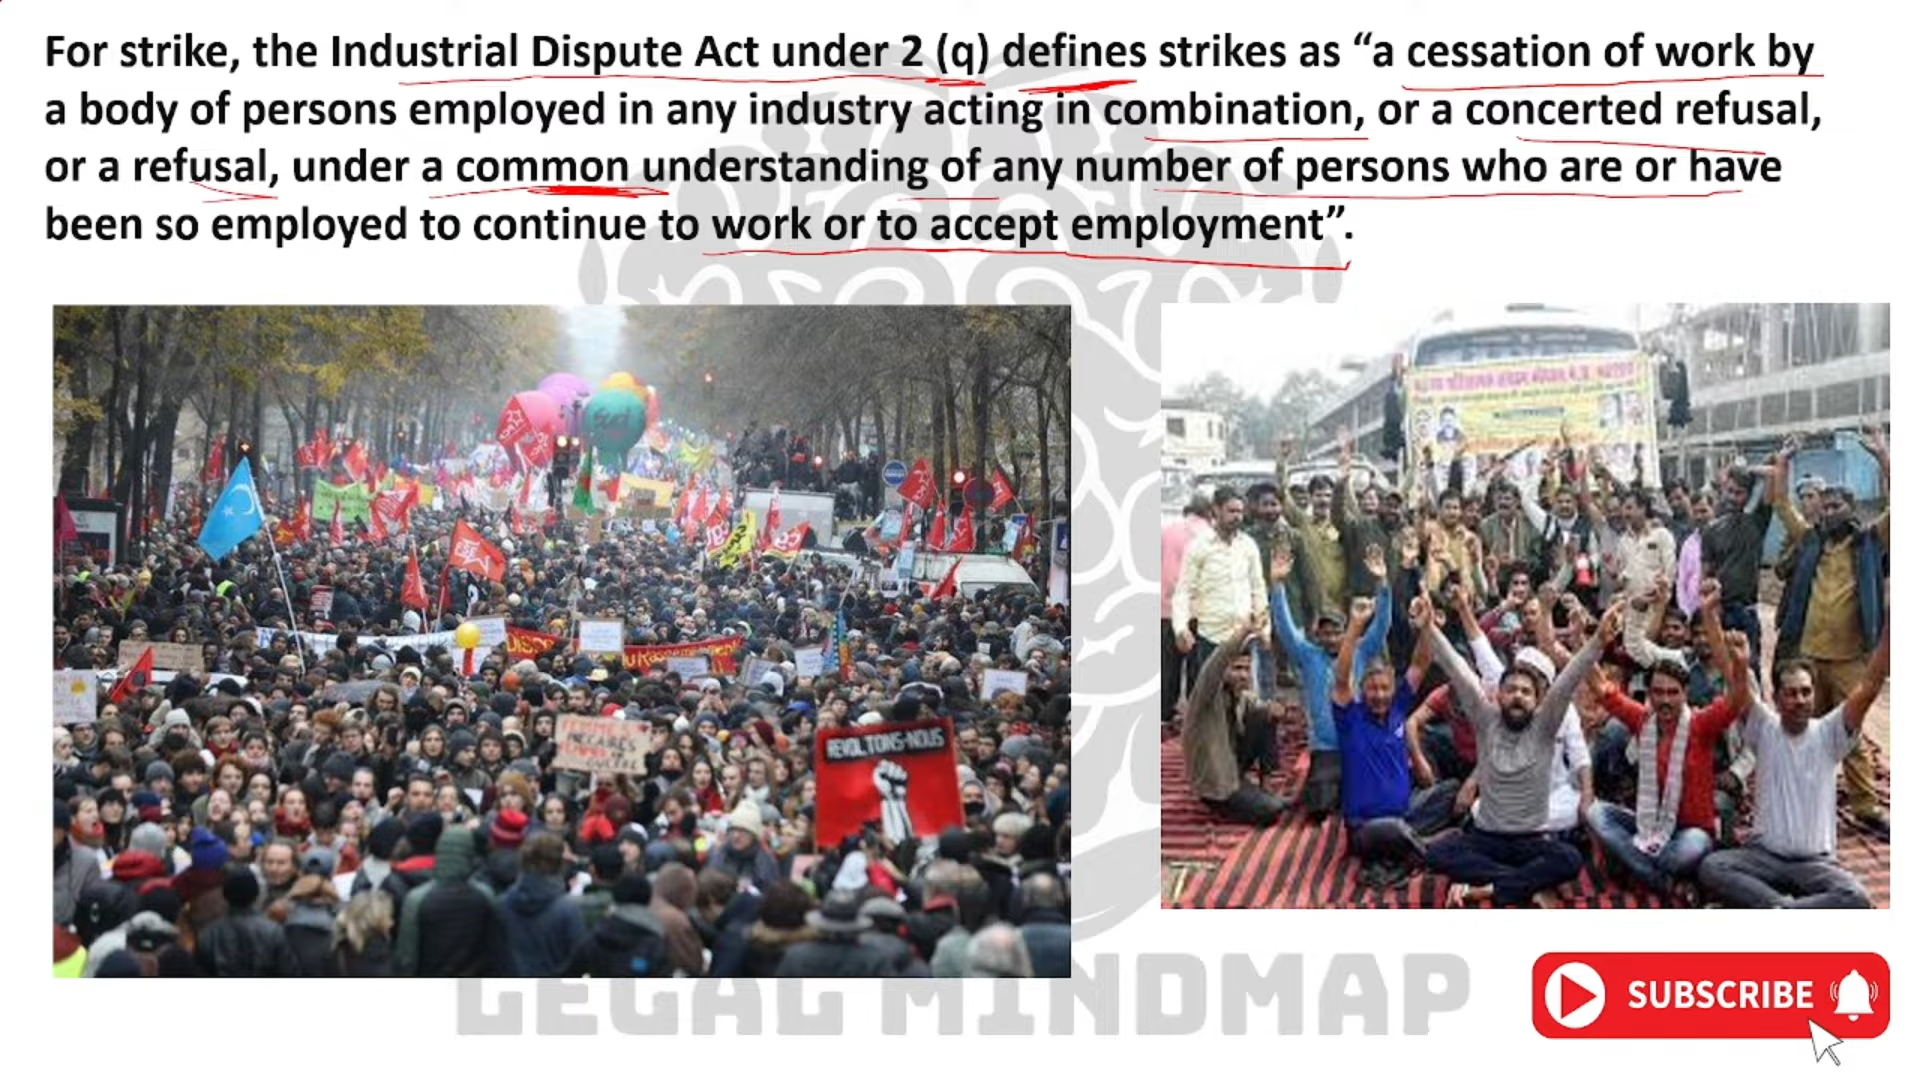 For strike, the Industrial Dispute Act under 2 (q) defines strikes as “a cessation of work by
a body of persons employed in any industry acting in combination, or a concerted refusal,
or a refusal, under a common understanding of any number of persons who are or have
been so employed to continue to work or to accept employment”.
REVOLTONS-NOUS
LEGAL MINDMAP
SUBSCRIBE